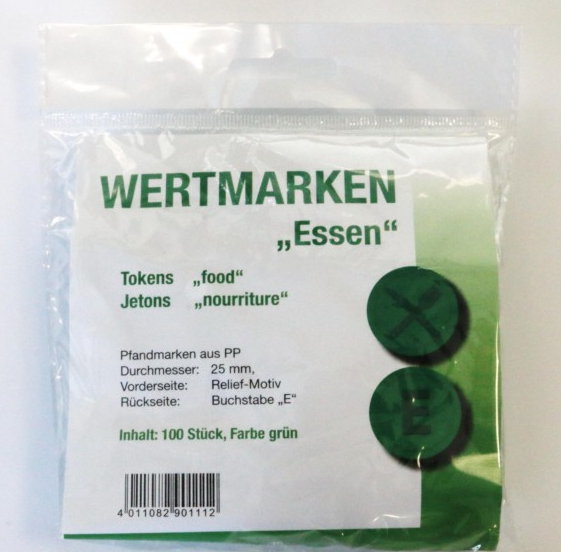 WERTMARKEN
„Essen“
Tokens „food“
Jetons „nourriture“
Pfandmarken aus PP
Durchmesser: 25 mm,
Vorderseite: Relief-Motiv
Rückseite: Buchstabe „E“
E
Inhalt: 100 Stück, Farbe grün
4 011082 901112